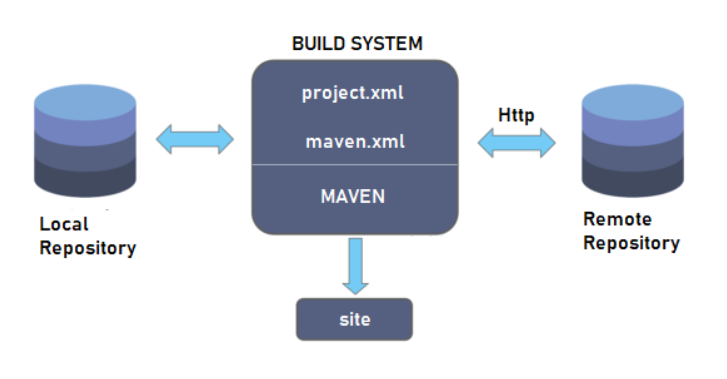 BUILD SYSTEM
project.xml
maven.xml
MAVEN
Http
Local
Repository
Remote
Repository
site